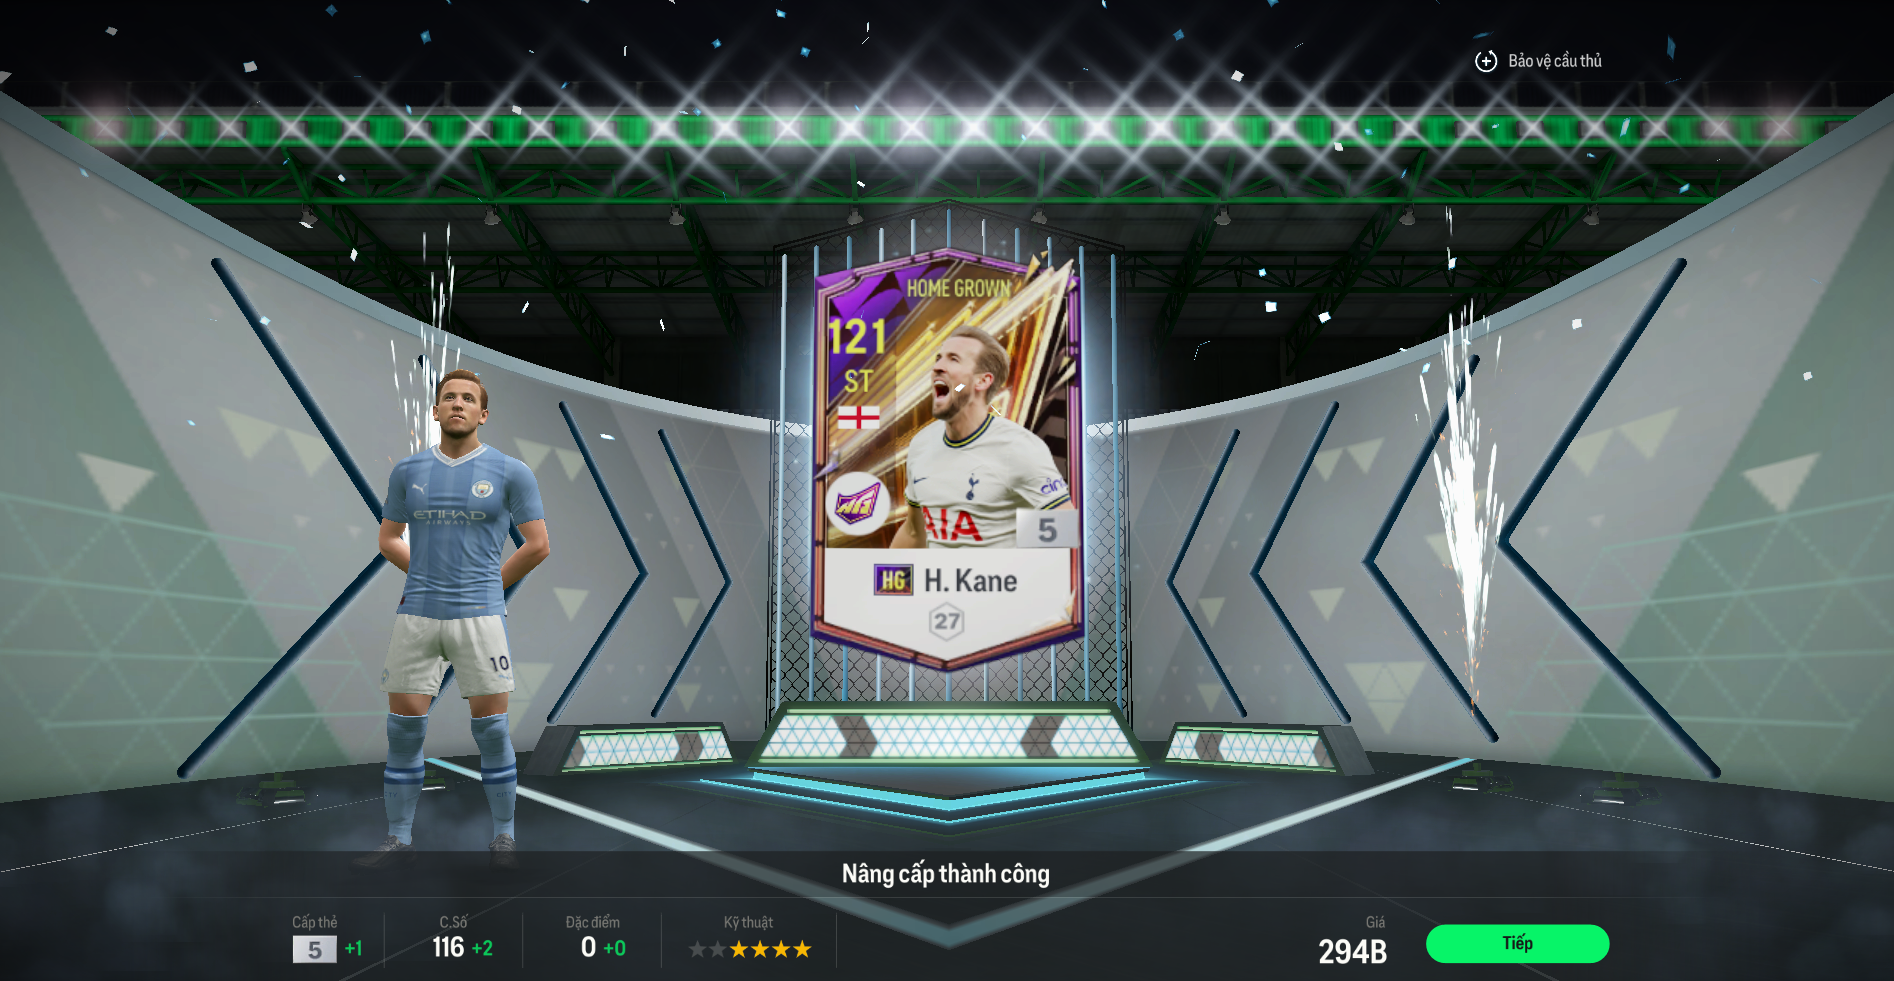 Bảo vệ cầu thủ
HOME GROWN
121
ST
HG
AIA
5
HG H. Kane
27
ETIHAD
AIRWAYS
10
Nâng cấp thành công
Cấp thẻ
5 +1
C.Số
116 +2
Đặc điểm
0 +0
Kỹ thuật
Giá
294B
Tiếp